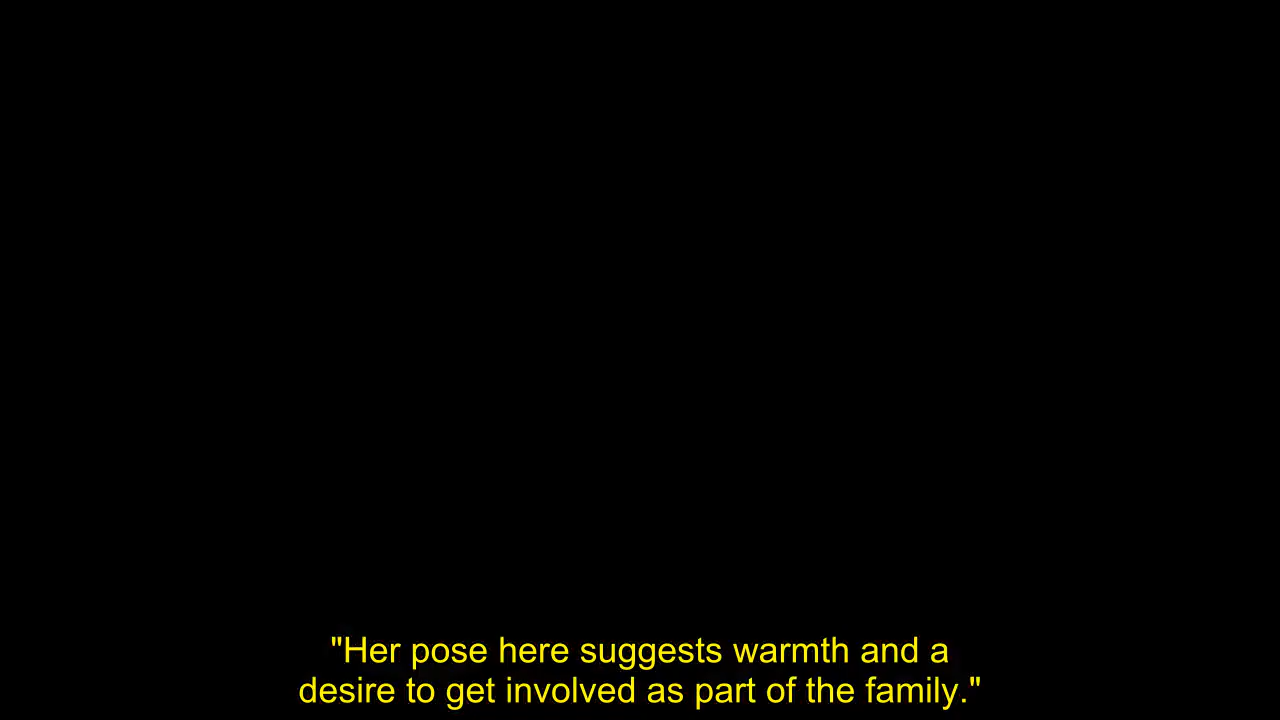 "Her pose here suggests warmth and a
desire to get involved as part of the family."